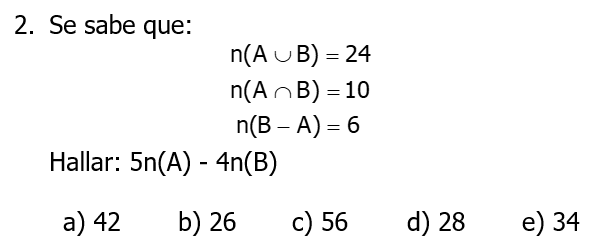 2. Se sabe que:
n(A ∪ B) = 24
n(A ∩ B) = 10
n(B – A) = 6
Hallar: 5n(A) - 4n(B)
a) 42 b) 26 c) 56 d) 28 e) 34